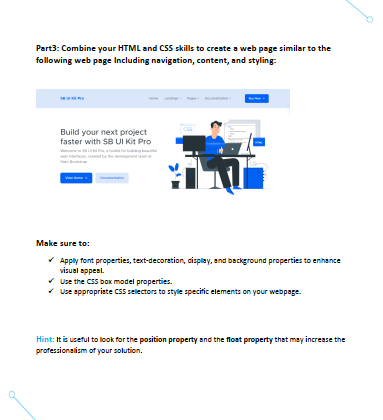 Part3: Combine your HTML and CSS skills to create a web page similar to the
following web page Including navigation, content, and styling:
SB UI Kit Pro
Home Landings Pages Documentation Buy Now
Build your next project
faster with SB UI Kit Pro
Welcome to SB UI Kit Pro, a toolkit for building beautiful
web interfaces, created by the development team at
Start Bootstrap
View Demo Documentation
CSS
HTML
Make sure to:
✓ Apply font properties, text-decoration, display, and background properties to enhance
visual appeal.
✓ Use the CSS box model properties.
✓ Use appropriate CSS selectors to style specific elements on your webpage.
Hint: It is useful to look for the position property and the float property that may increase the
professionalism of your solution.